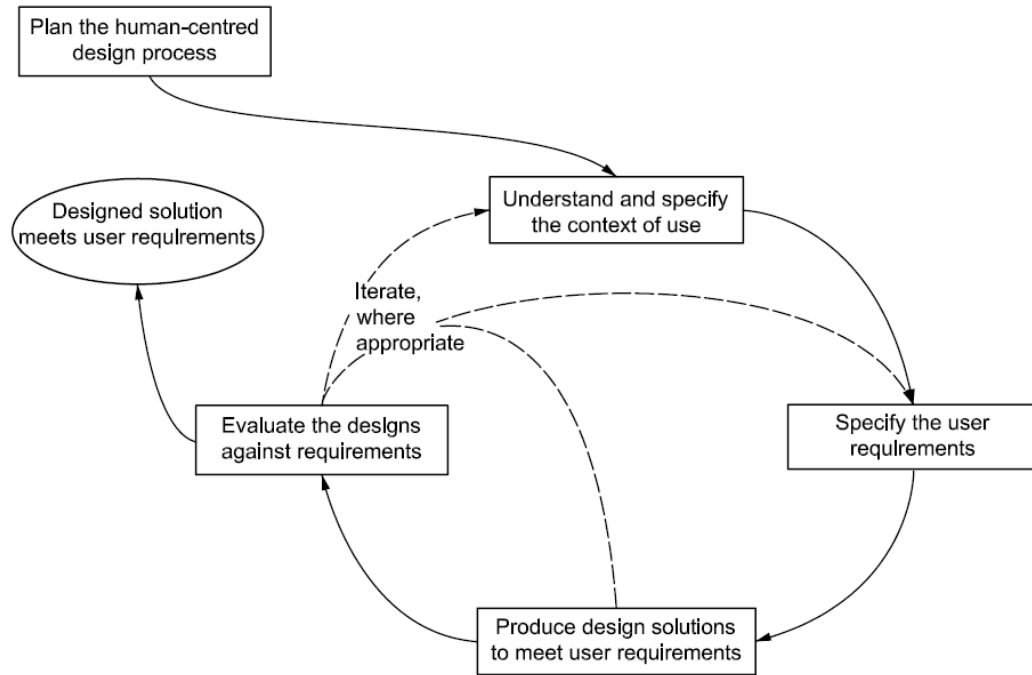 Plan the human-centred
design process
Understand and specify
the context of use
Designed solution
meets user requirements
Iterate,
where
appropriate
Evaluate the designs
against requirements
Specify the user
requirements
Produce design solutions
to meet user requirements